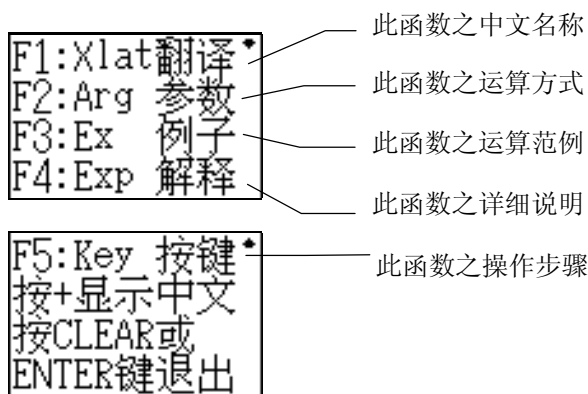 F1:Xlat翻译
此函数之中文名称
F2:Arg 参数
此函数之运算方式
F3:Ex 例子
此函数之运算范例
F4:Exp 解释
此函数之详细说明
F5:Key 按键
此函数之操作步骤
按+显示中文
按CLEAR或
ENTER键退出